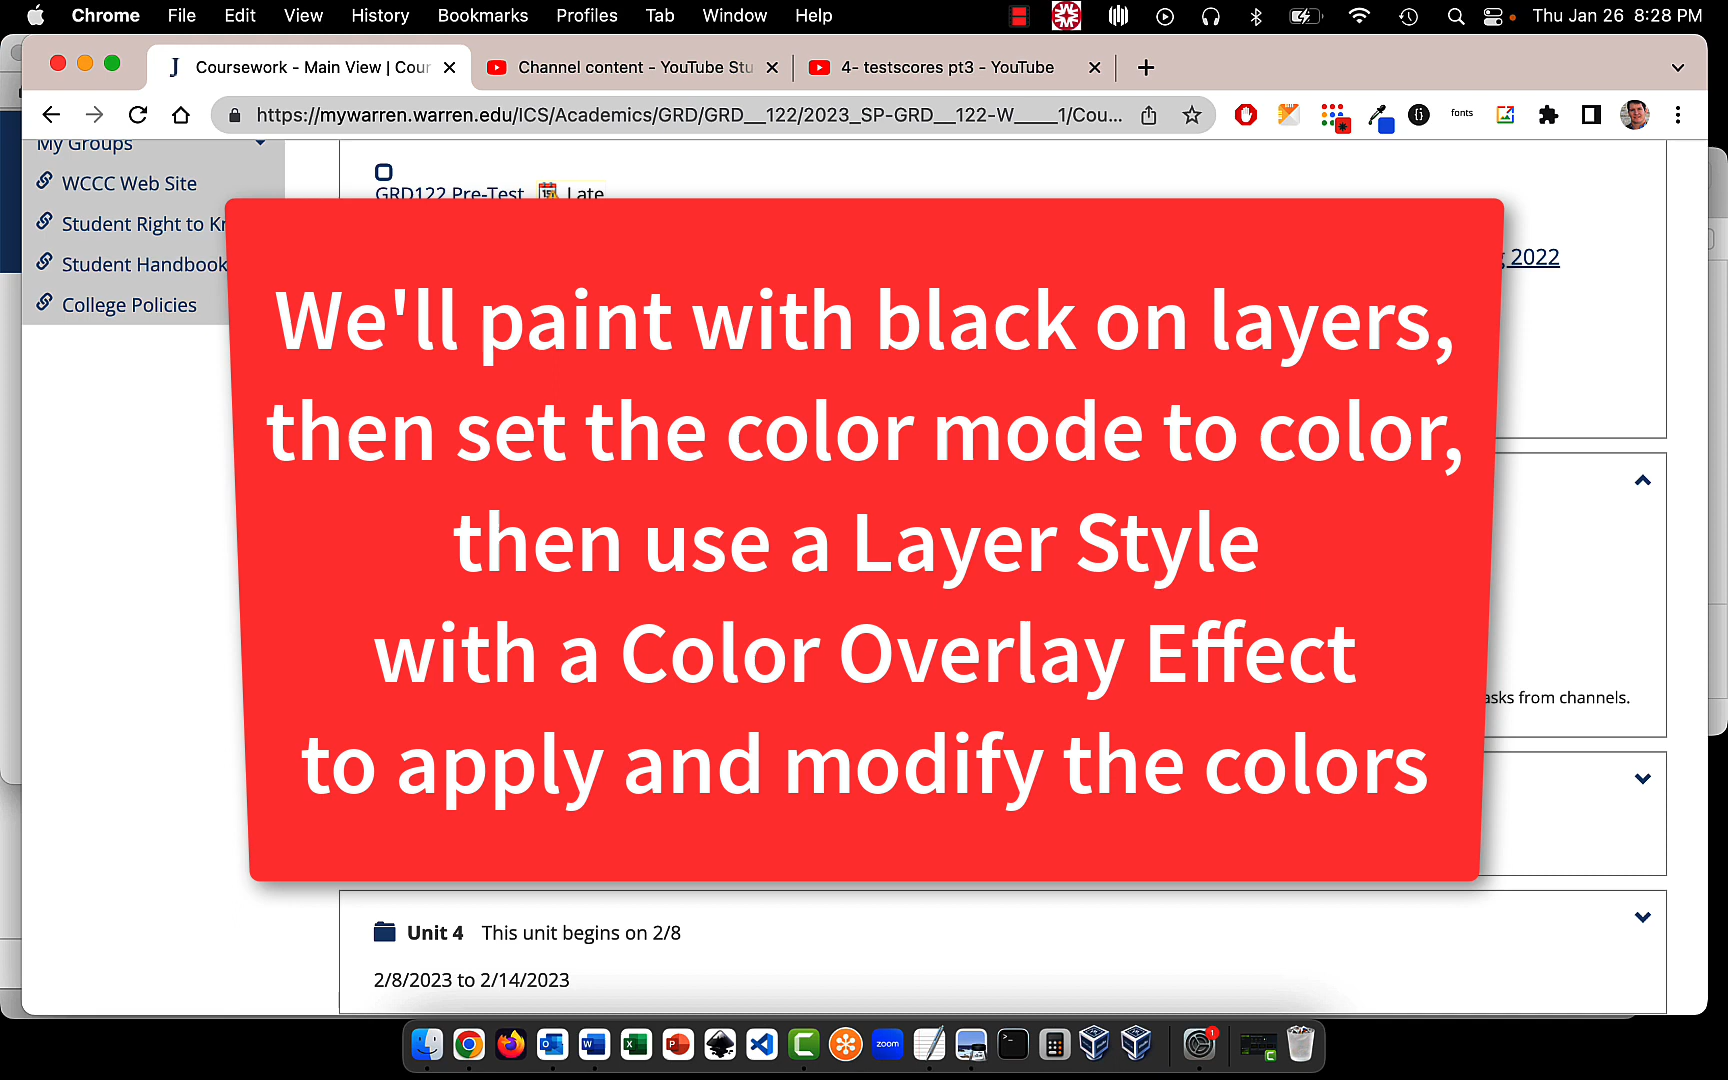 Chrome File Edit View History Bookmarks Profiles Tab Window Help Thu Jan 26 8:28 PM
Coursework - Main View | Cour
Channel content - YouTube Stu
4- testscores pt3 - YouTube
https://mywarren.warren.edu/ICS/Academics/GRD/GRD__122/2023_SP-GRD__122-W_____1/Cou...
fonts
My Groups
WCCC Web Site
Student Right to Kn
Student Handbook
College Policies
GRD122 Pre-Test Late
2022
We'll paint with black on layers,
then set the color mode to color,
then use a Layer Style
with a Color Overlay Effect
to apply and modify the colors
asks from channels.
Unit 4 This unit begins on 2/8
2/8/2023 to 2/14/2023
zoom
1